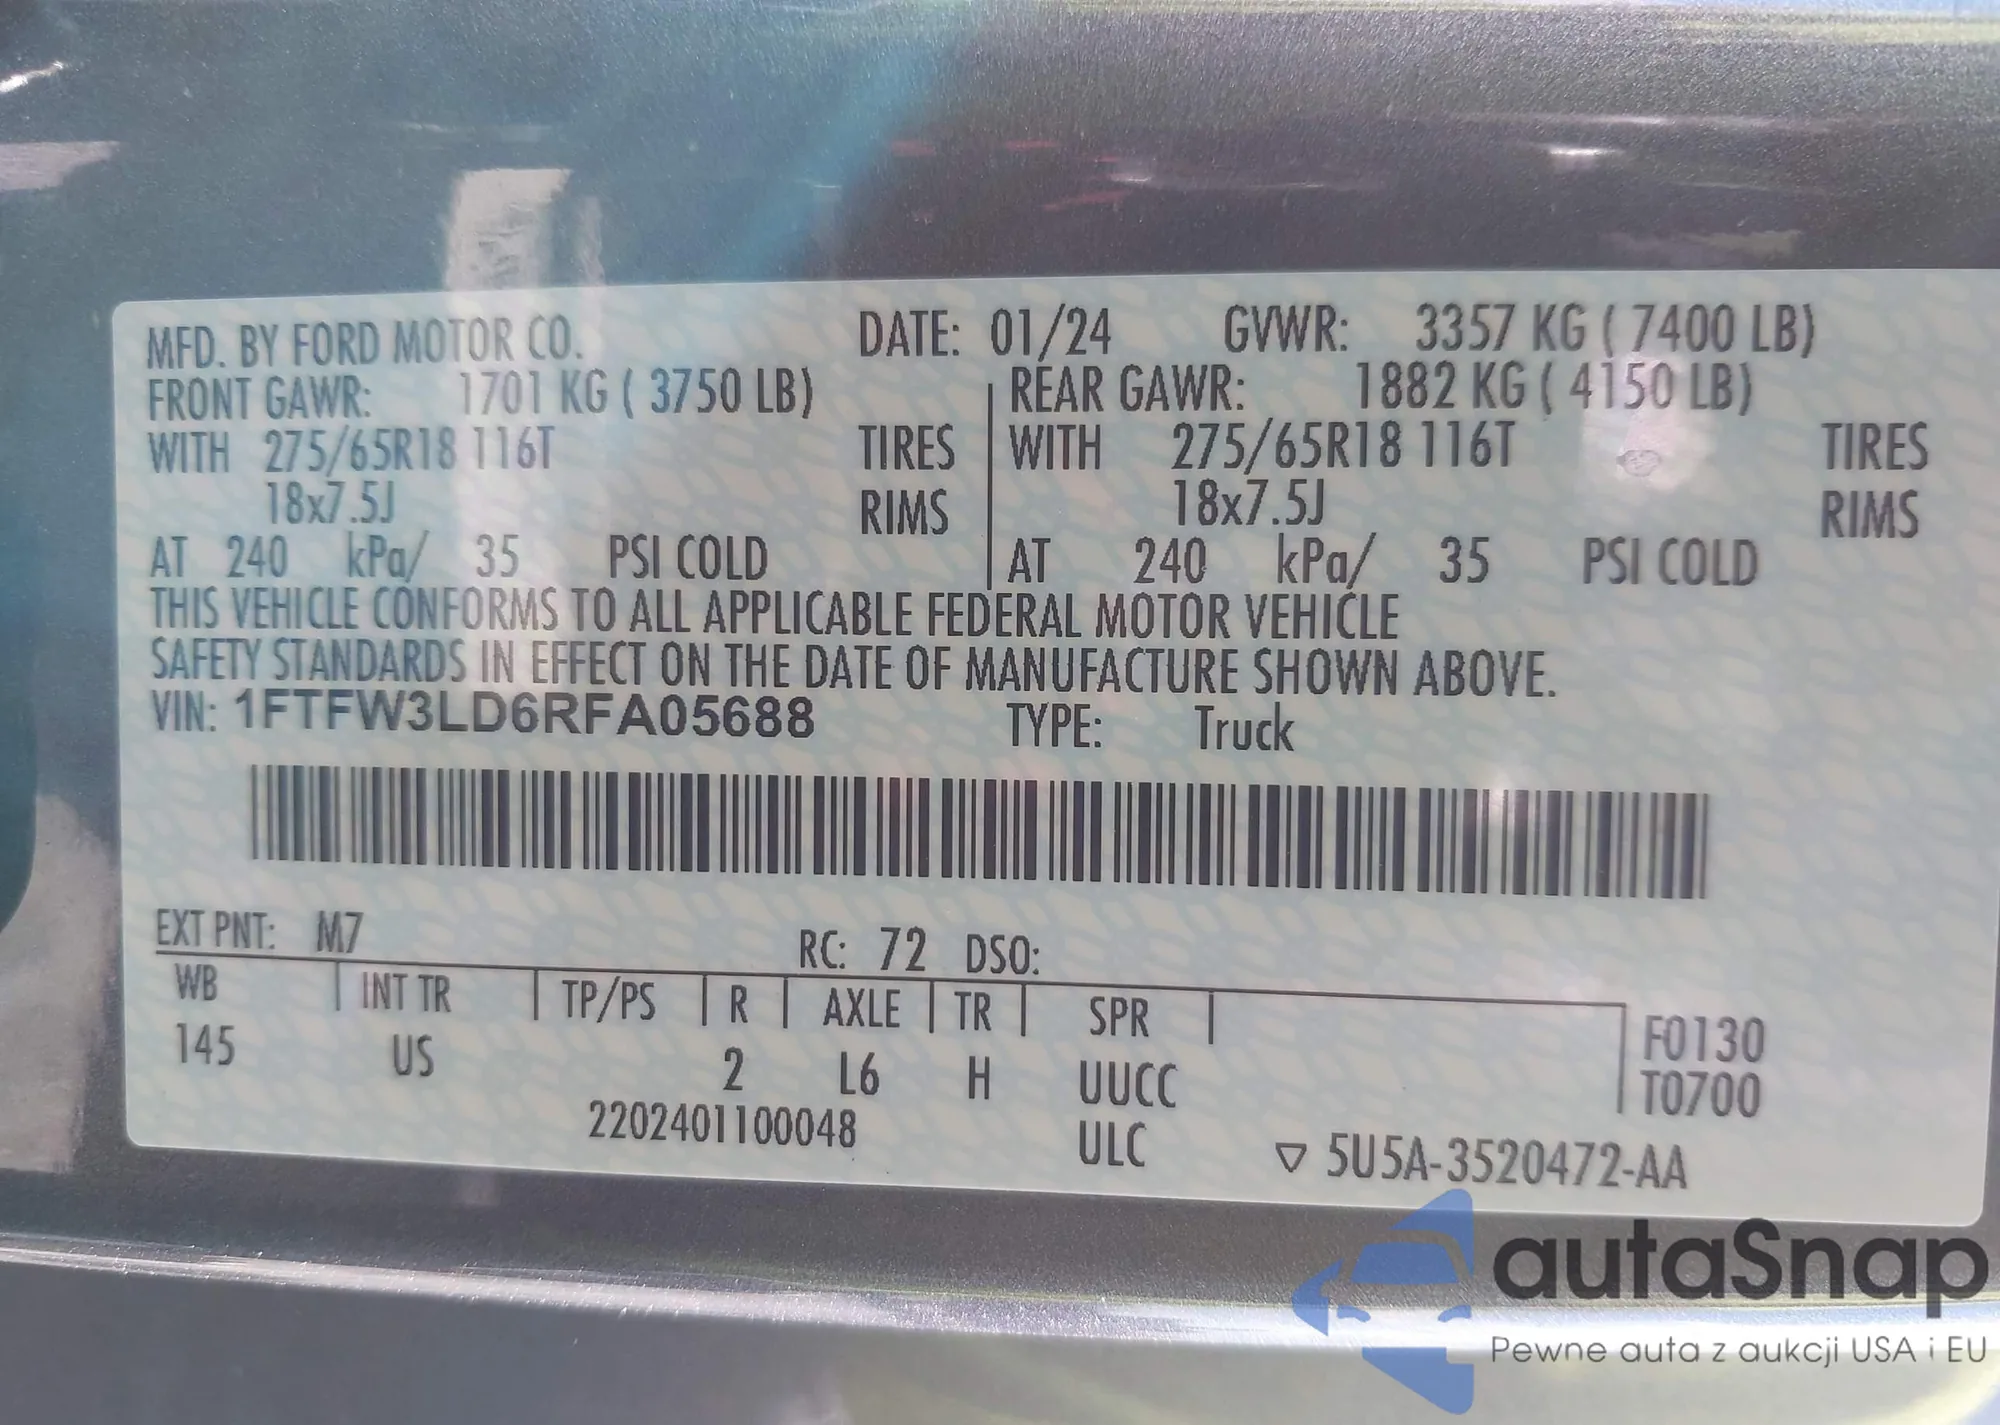 MFD. BY FORD MOTOR CO. DATE: 01/24 GVWR: 3357 KG ( 7400 LB)
FRONT GAWR: 1701 KG ( 3750 LB) REAR GAWR: 1882 KG ( 4150 LB)
WITH 275/65R18 116T TIRES WITH 275/65R18 116T TIRES
18x7.5J RIMS 18x7.5J RIMS
AT 240 kPa/ 35 PSI COLD AT 240 kPa/ 35 PSI COLD
THIS VEHICLE CONFORMS TO ALL APPLICABLE FEDERAL MOTOR VEHICLE
SAFETY STANDARDS IN EFFECT ON THE DATE OF MANUFACTURE SHOWN ABOVE.
VIN: 1FTFW3LD6RFA05688 TYPE: Truck
EXT PNT: M7 RC: 72 DSO:
WB INT TR TP/PS R AXLE TR SPR F0130
145 US 2 L6 H UUCC T0700
2202401100048 ULC ▽ 5U5A-3520472-AA
autaSnap
Pewne auta z aukcji USA i EU